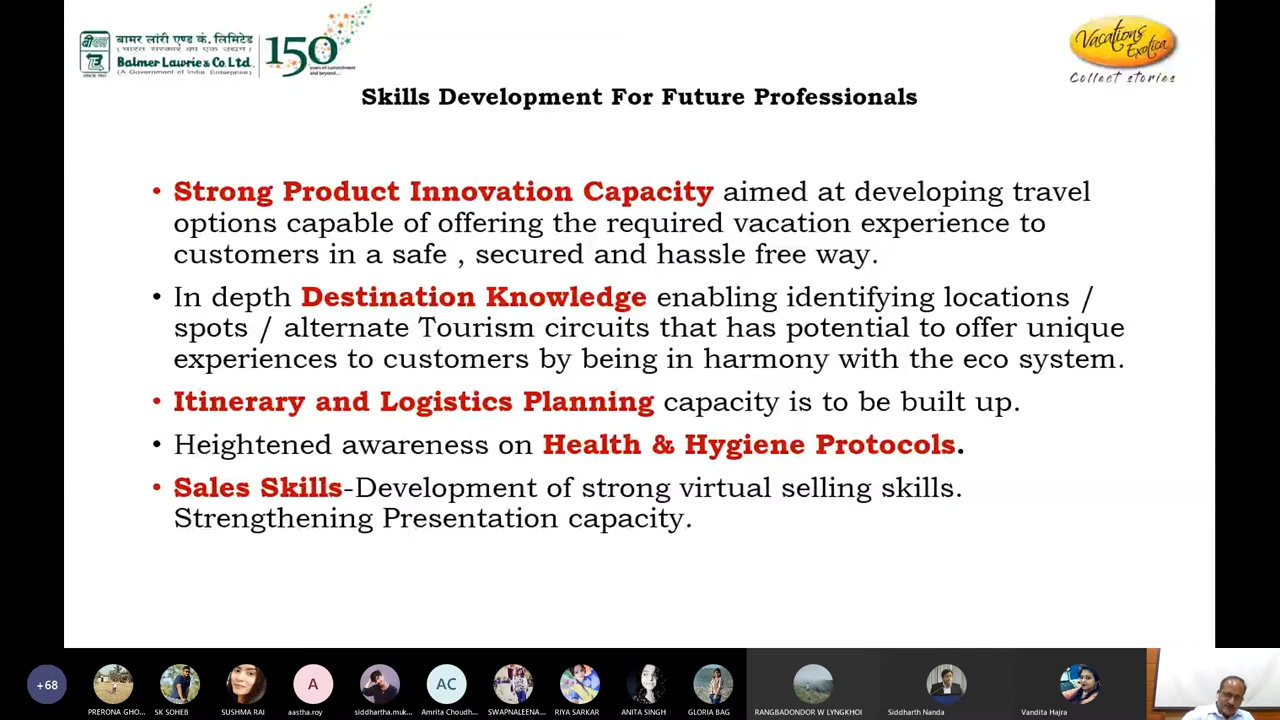 बामर लॉरी एण्ड कं. लिमिटेड
(भारत सरकार का एक उद्यम)
Balmer Lawrie & Co. Ltd.
(A Government of India Enterprise)
150
years of commitment
and beyond...
Vacations
Exotica
Collect stories
Skills Development For Future Professionals
• Strong Product Innovation Capacity aimed at developing travel
options capable of offering the required vacation experience to
customers in a safe , secured and hassle free way.
• In depth Destination Knowledge enabling identifying locations /
spots / alternate Tourism circuits that has potential to offer unique
experiences to customers by being in harmony with the eco system.
• Itinerary and Logistics Planning capacity is to be built up.
• Heightened awareness on Health & Hygiene Protocols.
• Sales Skills-Development of strong virtual selling skills.
Strengthening Presentation capacity.
+68
A
AC
PRERONA GHO...
SK SOHEB
SUSHMA RAI
aastha.roy
siddhartha.muk...
Amrita Choudh...
SWAPNALEENA...
RIYA SARKAR
ANITA SINGH
GLORIA BAG
RANGBADONDOR W LYNGKHOI
Siddharth Nanda
Vandita Hajra